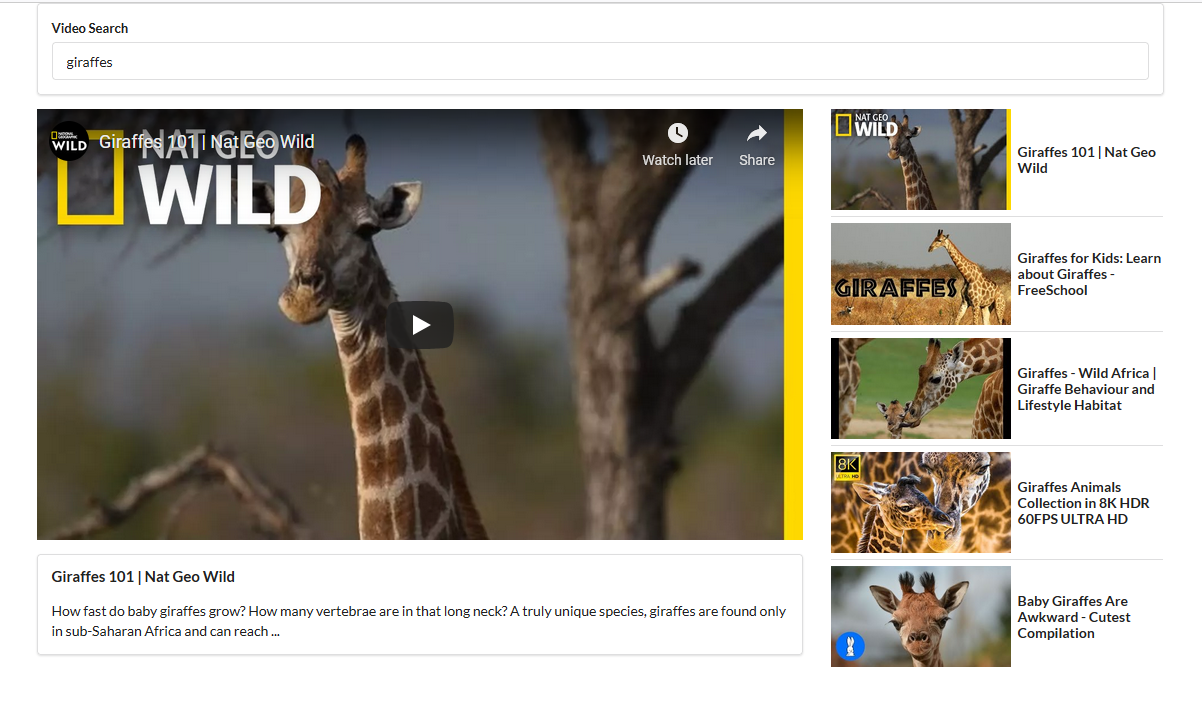 Video Search
giraffes
NATIONAL GEOGRAPHIC
WILD
Giraffes 101 | Nat Geo Wild
NAT GEO
WILD
Watch later
Share
Giraffes 101 | Nat Geo Wild
How fast do baby giraffes grow? How many vertebrae are in that long neck? A truly unique species, giraffes are found only
in sub-Saharan Africa and can reach ...
NAT GEO
WILD
Giraffes 101 | Nat Geo
Wild
GIRAFFES
Giraffes for Kids: Learn
about Giraffes -
FreeSchool
Giraffes - Wild Africa |
Giraffe Behaviour and
Lifestyle Habitat
8K
ULTRA HD
Giraffes Animals
Collection in 8K HDR
60FPS ULTRA HD
Baby Giraffes Are
Awkward - Cutest
Compilation